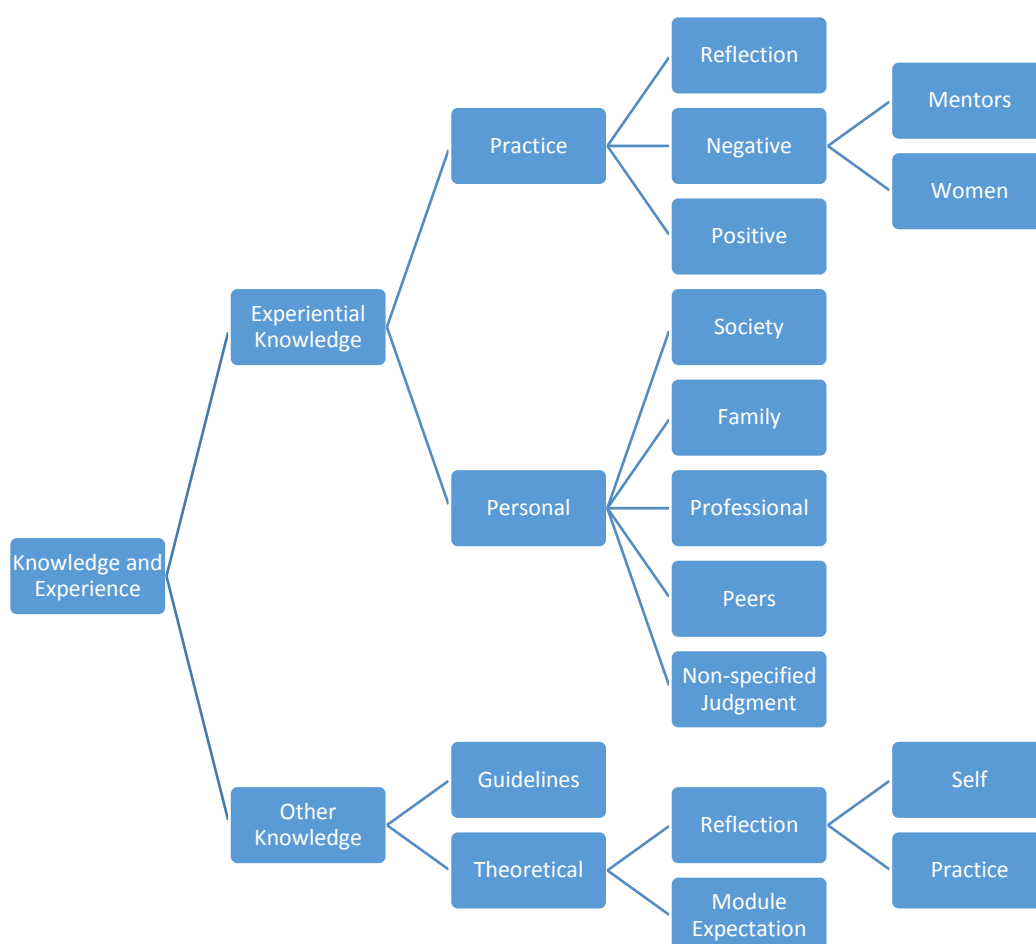 Reflection
Mentors
Practice
Negative
Women
Positive
Experiential
Knowledge
Society
Family
Personal
Professional
Knowledge and
Experience
Peers
Non-specified
Judgment
Guidelines
Self
Other
Knowledge
Reflection
Theoretical
Practice
Module
Expectation